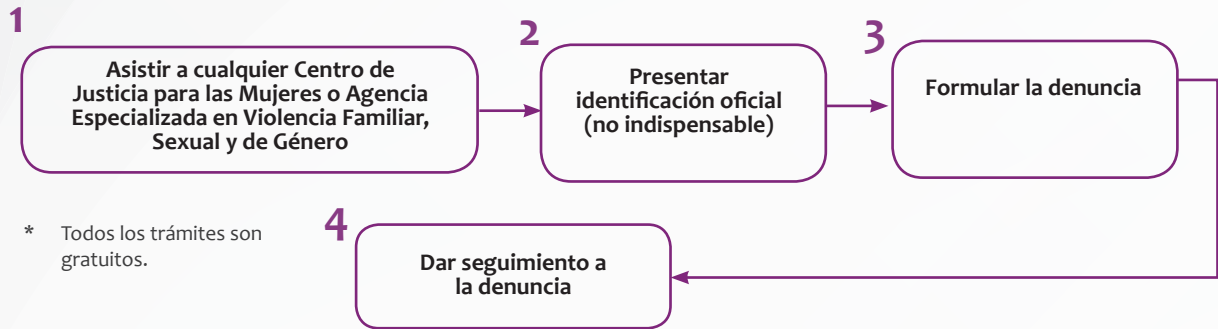 1
Asistir a cualquier Centro de
Justicia para las Mujeres o Agencia
Especializada en Violencia Familiar,
Sexual y de Género
2
Presentar
identificación oficial
(no indispensable)
3
Formular la denuncia
4
Dar seguimiento a
la denuncia
* Todos los trámites son
gratuitos.